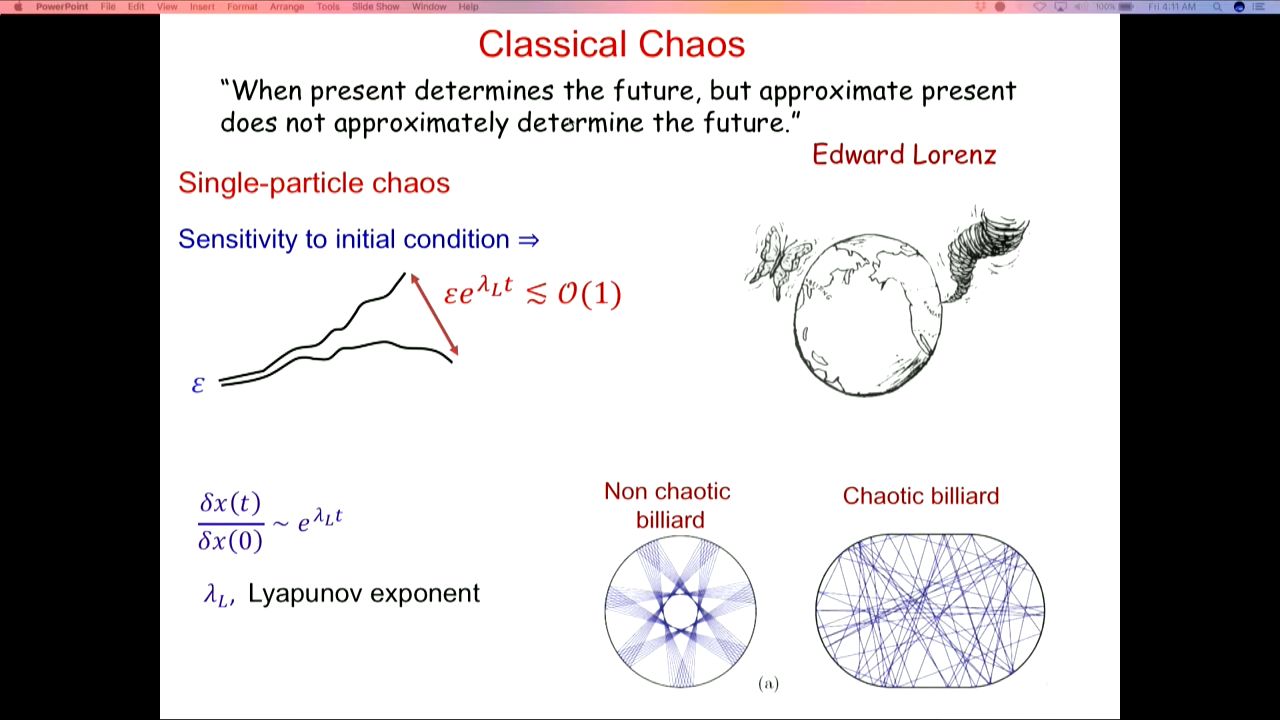 PowerPoint File Edit View Insert Format Arrange Tools Slide Show Window Help 100% Fri 4:11 AM
Classical Chaos
“When present determines the future, but approximate present
does not approximately determine the future.”
Edward Lorenz
Single-particle chaos
Sensitivity to initial condition ⇒
εe^{λ_L t} ≲ 𝒪(1)
ε
δx(t)/δx(0) ~ e^{λ_L t}
λ_L, Lyapunov exponent
Non chaotic
billiard
Chaotic billiard
(a)